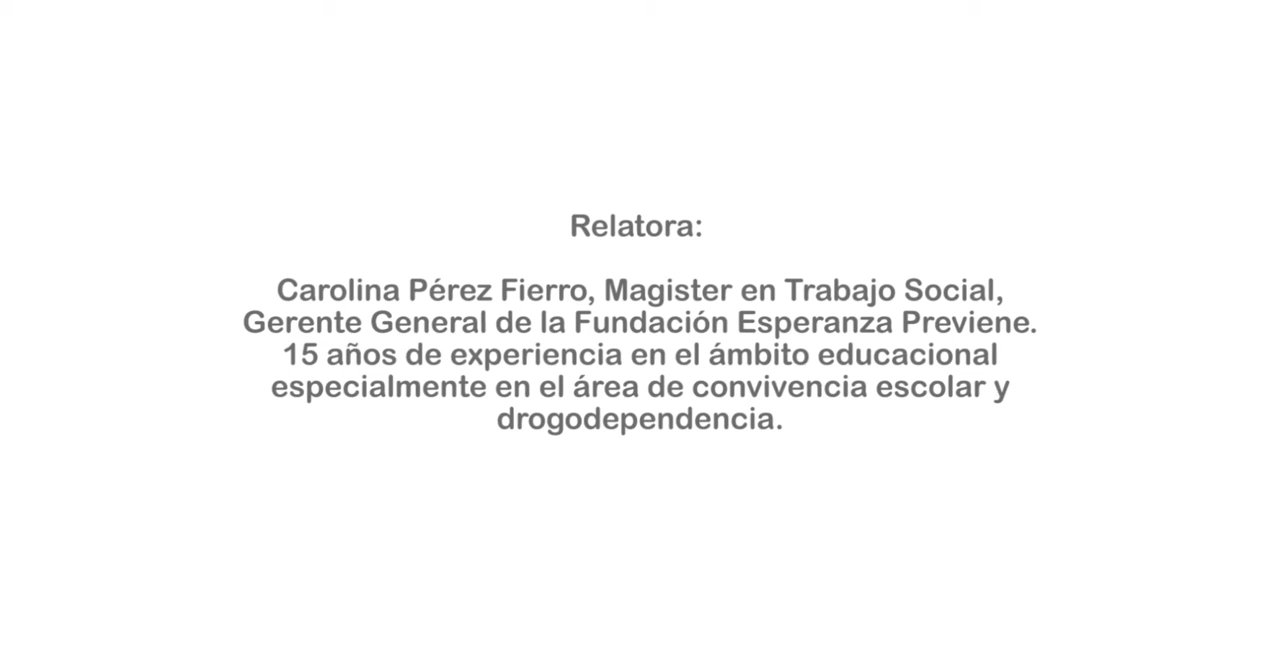 Relatora:
Carolina Pérez Fierro, Magister en Trabajo Social,
Gerente General de la Fundación Esperanza Previene.
15 años de experiencia en el ámbito educacional
especialmente en el área de convivencia escolar y
drogodependencia.